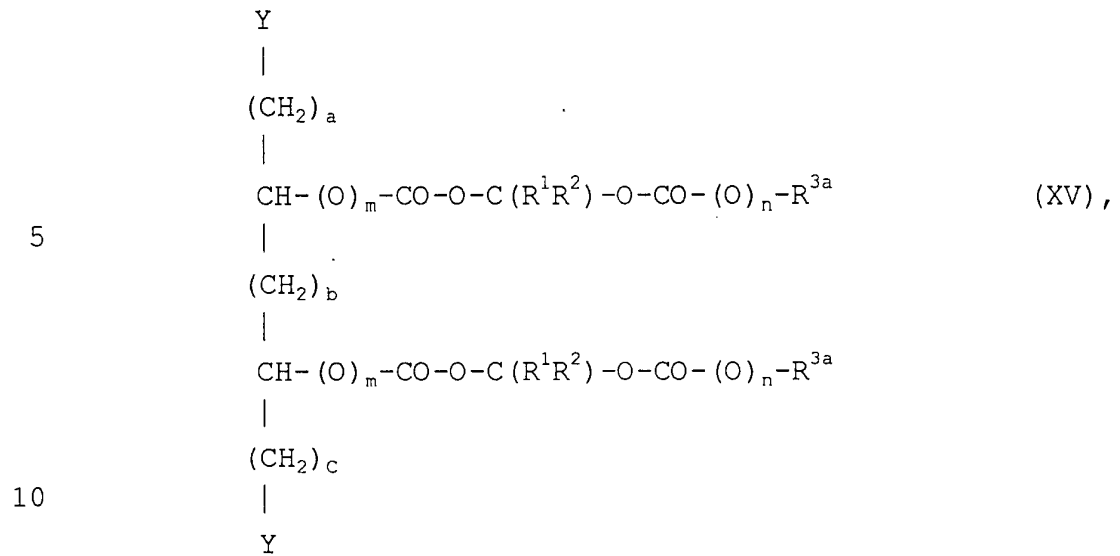 Y
|
(CH₂)ₐ
|
CH-(O)ₘ-CO-O-C(R¹R²)-O-CO-(O)ₙ-R³ᵃ (XV),
5 |
(CH₂)b
|
CH-(O)ₘ-CO-O-C(R¹R²)-O-CO-(O)ₙ-R³ᵃ
|
(CH₂)c
10 |
Y